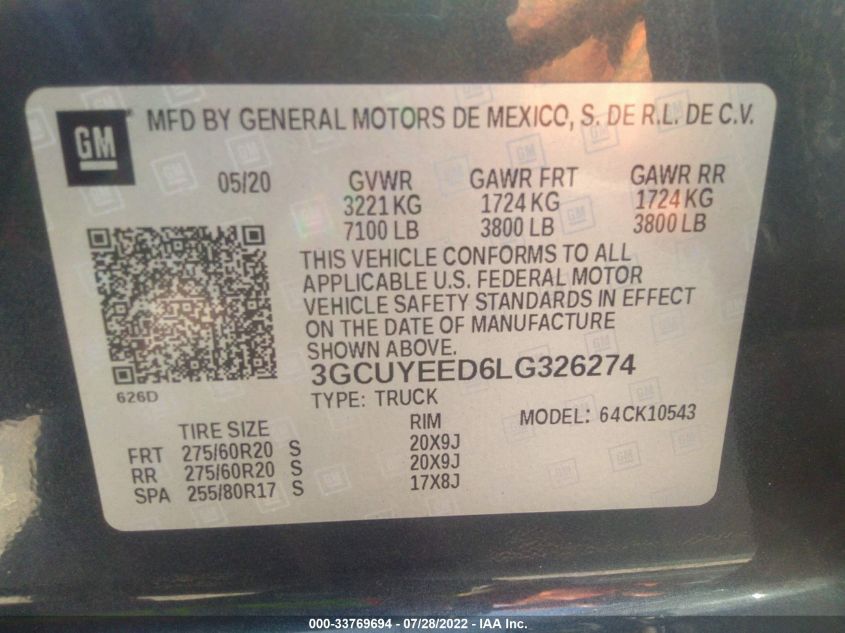 GM MFD BY GENERAL MOTORS DE MEXICO, S. DE R.L. DE C.V.
05/20 GVWR GAWR FRT GAWR RR
3221 KG 1724 KG 1724 KG
7100 LB 3800 LB 3800 LB
THIS VEHICLE CONFORMS TO ALL
APPLICABLE U.S. FEDERAL MOTOR
VEHICLE SAFETY STANDARDS IN EFFECT
ON THE DATE OF MANUFACTURE
SHOWN ABOVE.
3GCUYEED6LG326274
626D
TYPE: TRUCK
MODEL: 64CK10543
TIRE SIZE RIM
FRT 275/60R20 S 20X9J
RR 275/60R20 S 20X9J
SPA 255/80R17 S 17X8J
000-33769694 - 07/28/2022 - IAA Inc.